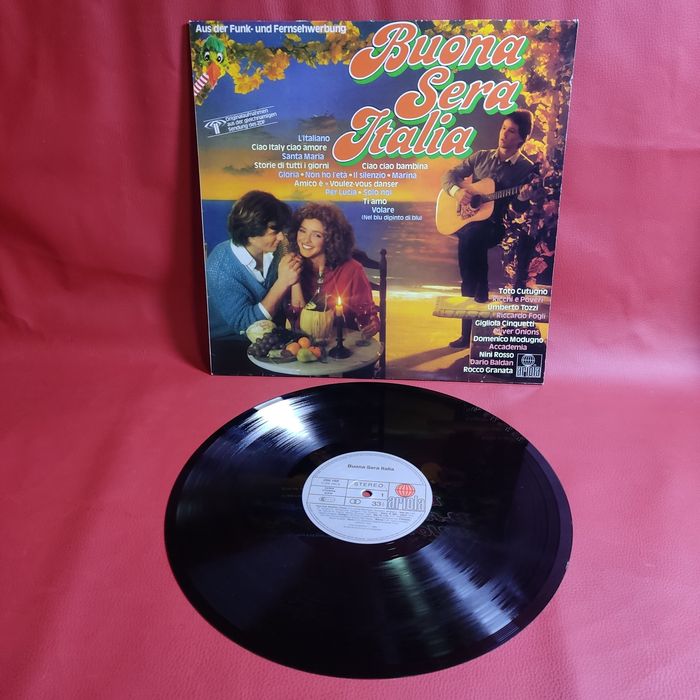 Aus der Funk- und Fernsehwerbung
Buona
Sera
Italia
Originalaufnahmen
aus der gleichnamigen
Sendung des ZDF
L'Italiano
Ciao Italy ciao amore
Santa Maria
Storie di tutti i giorni
Ciao ciao bambina
Gloria • Non ho l'età • Il silenzio • Marina
Amico è • Voulez-vous danser
Per Lucia • Solo noi
Ti amo
Volare
(Nel blu dipinto di blu)
Toto Cutugno
Ricchi e Poveri
Umberto Tozzi
Riccardo Fogli
Gigliola Cinquetti
Oliver Onions
Domenico Modugno
Accademia
Nini Rosso
Dario Baldan
Rocco Granata
ariola
Buona Sera Italia
STEREO
1
33
ariola